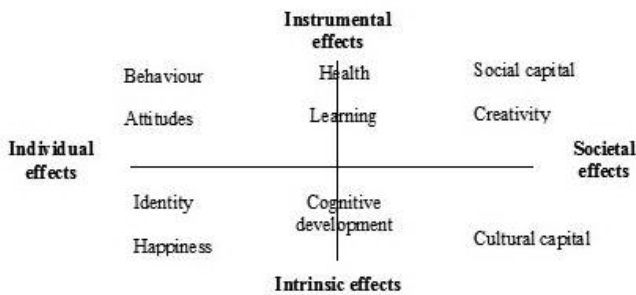 Instrumental
effects
Behaviour Health Social capital
Attitudes Learning Creativity
Individual
effects
Societal
effects
Identity Cognitive
development
Happiness Cultural capital
Intrinsic effects